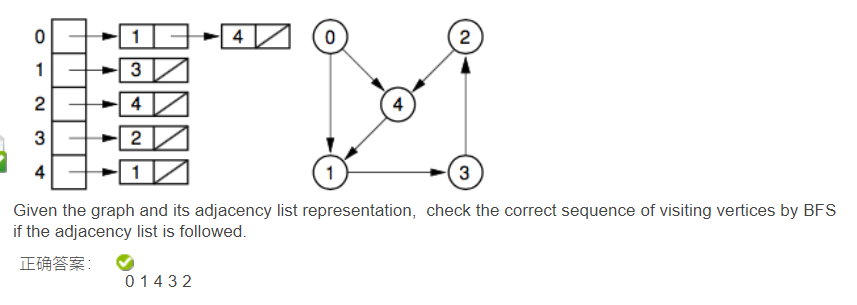 0 1 4
1 3
2 4
3 2
4 1
0 2
4
1 3
Given the graph and its adjacency list representation, check the correct sequence of visiting vertices by BFS
if the adjacency list is followed.
正确答案：
0 1 4 3 2